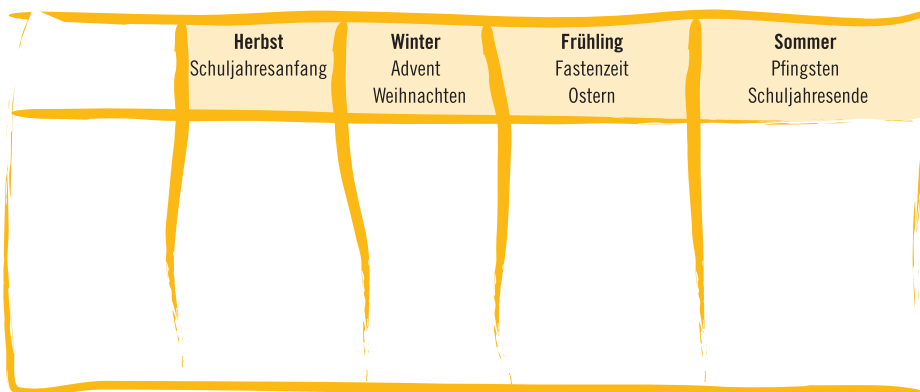 Herbst
Schuljahresanfang
Winter
Advent
Weihnachten
Frühling
Fastenzeit
Ostern
Sommer
Pfingsten
Schuljahresende